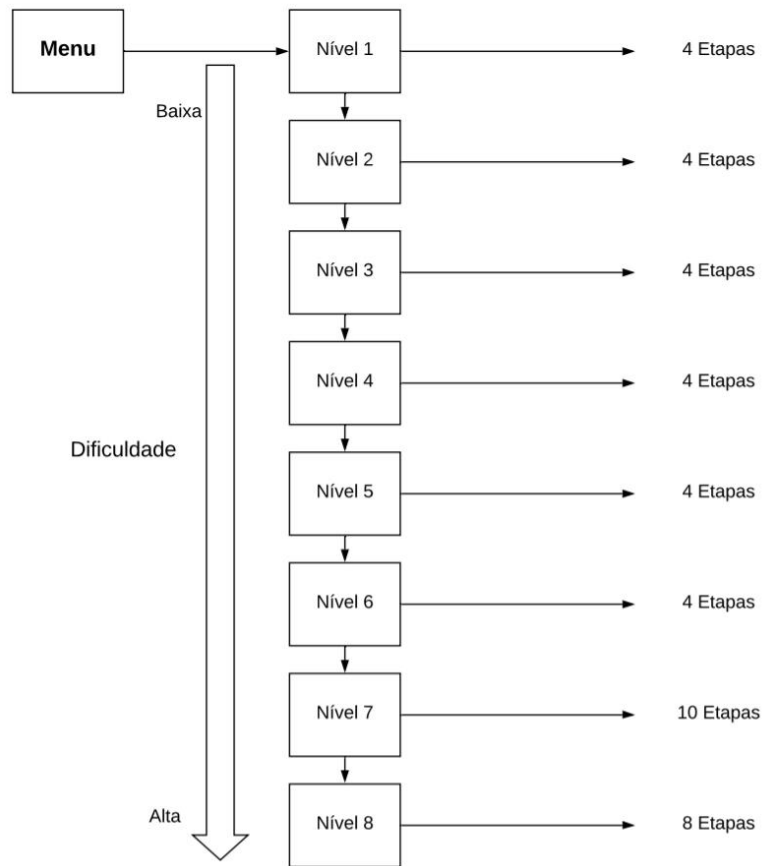 Menu
Nível 1
4 Etapas
Baixa
Nível 2
4 Etapas
Nível 3
4 Etapas
Nível 4
4 Etapas
Dificuldade
Nível 5
4 Etapas
Nível 6
4 Etapas
Nível 7
10 Etapas
Alta
Nível 8
8 Etapas